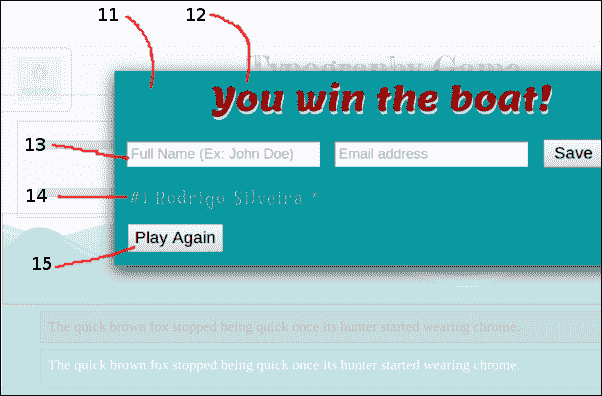 11
12
Typography Game
You win the boat!
13
Full Name (Ex: John Doe)
Email address
Save
14
#1 Rodrigo Silveira *
Play Again
15
The quick brown fox stopped being quick once its hunter started wearing chrome.
The quick brown fox stopped being quick once its hunter started wearing chrome.